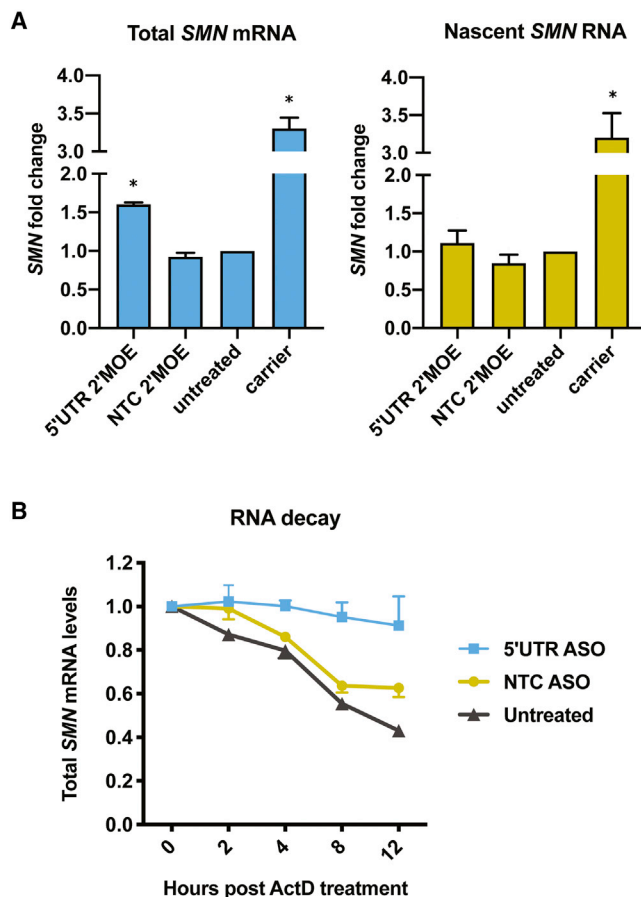 A
Total SMN mRNA
SMN fold change
4.0
3.5
3.0
2.0
1.5
1.0
0.5
0.0
*
*
5'UTR 2'MOE
NTC 2'MOE
untreated
carrier
Nascent SMN RNA
SMN fold change
4.0
3.5
3.0
2.0
1.5
1.0
0.5
0.0
*
5'UTR 2'MOE
NTC 2'MOE
untreated
carrier
B
RNA decay
Total SMN mRNA levels
1.2
1.0
0.8
0.6
0.4
0.2
0.0
0
2
4
8
12
Hours post ActD treatment
5'UTR ASO
NTC ASO
Untreated